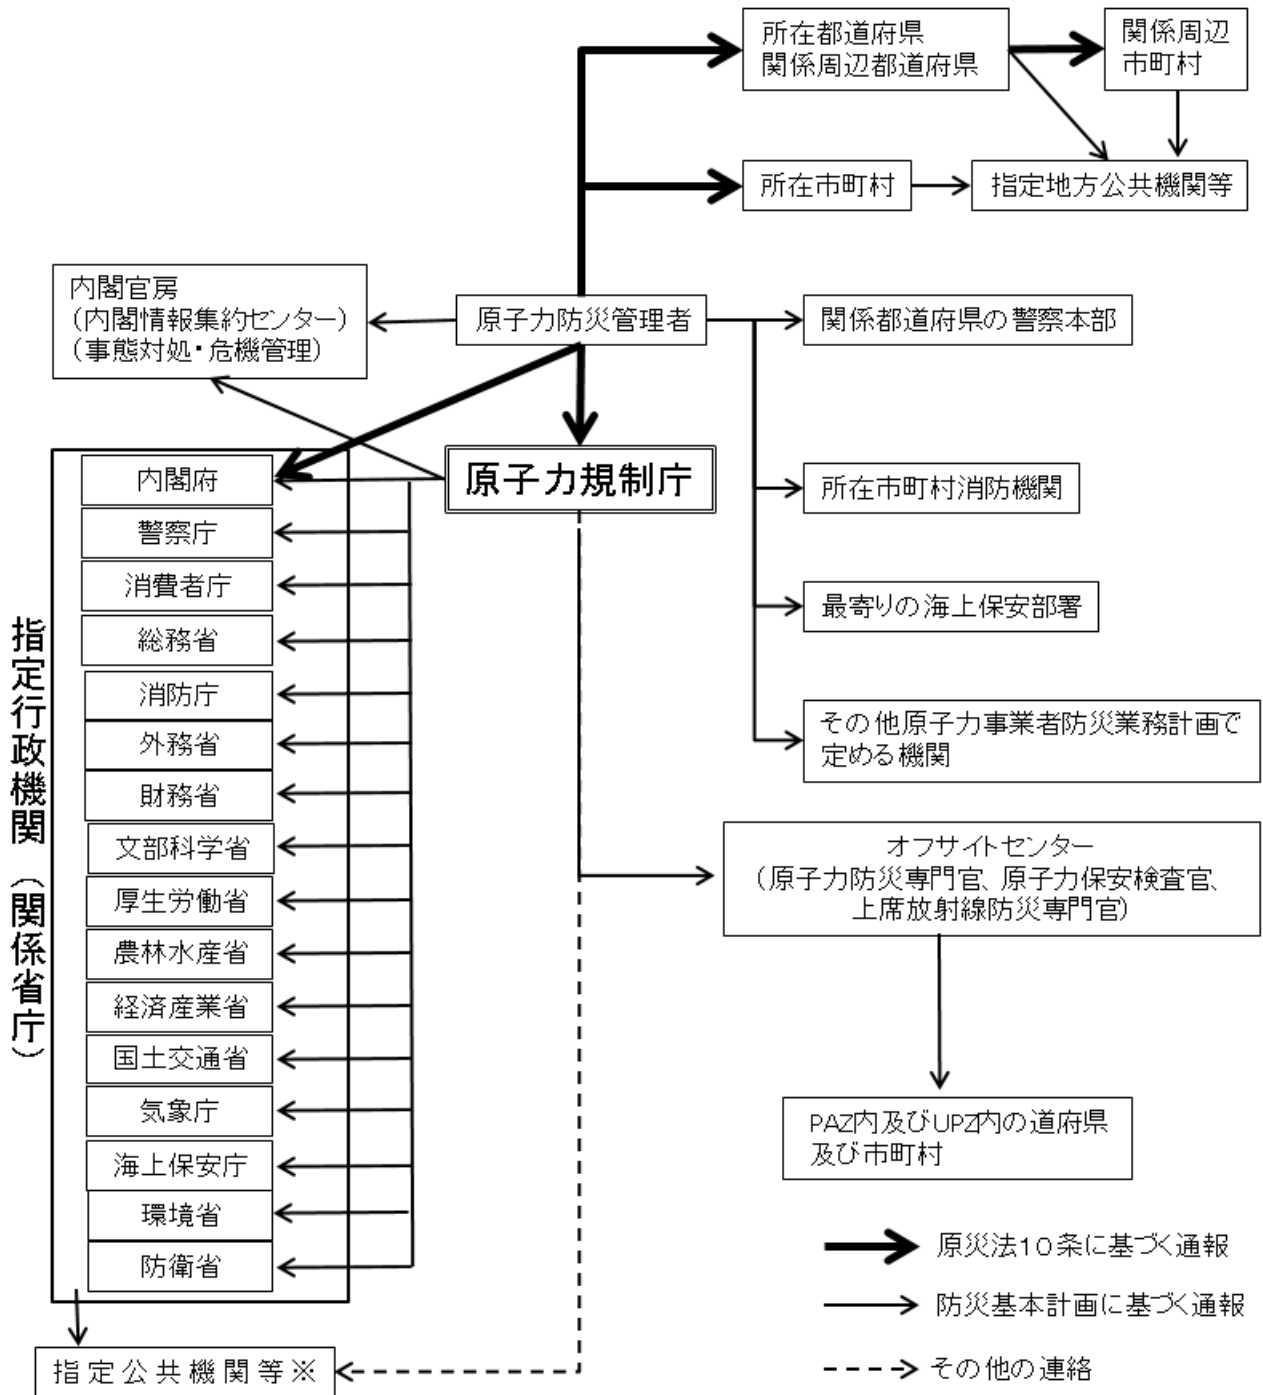 所在都道府県
関係周辺都道府県
関係周辺
市町村
所在市町村
指定地方公共機関等
内閣官房
(内閣情報集約センター)
(事態対処・危機管理)
原子力防災管理者
関係都道府県の警察本部
原子力規制庁
所在市町村消防機関
最寄りの海上保安部署
その他原子力事業者防災業務計画で
定める機関
オフサイトセンター
(原子力防災専門官、原子力保安検査官、
上席放射線防災専門官)
PAZ内及びUPZ内の道府県
及び市町村
指定行政機関(関係省庁)
内閣府
警察庁
消費者庁
総務省
消防庁
外務省
財務省
文部科学省
厚生労働省
農林水産省
経済産業省
国土交通省
気象庁
海上保安庁
環境省
防衛省
指定公共機関等※
原災法10条に基づく通報
防災基本計画に基づく通報
その他の連絡